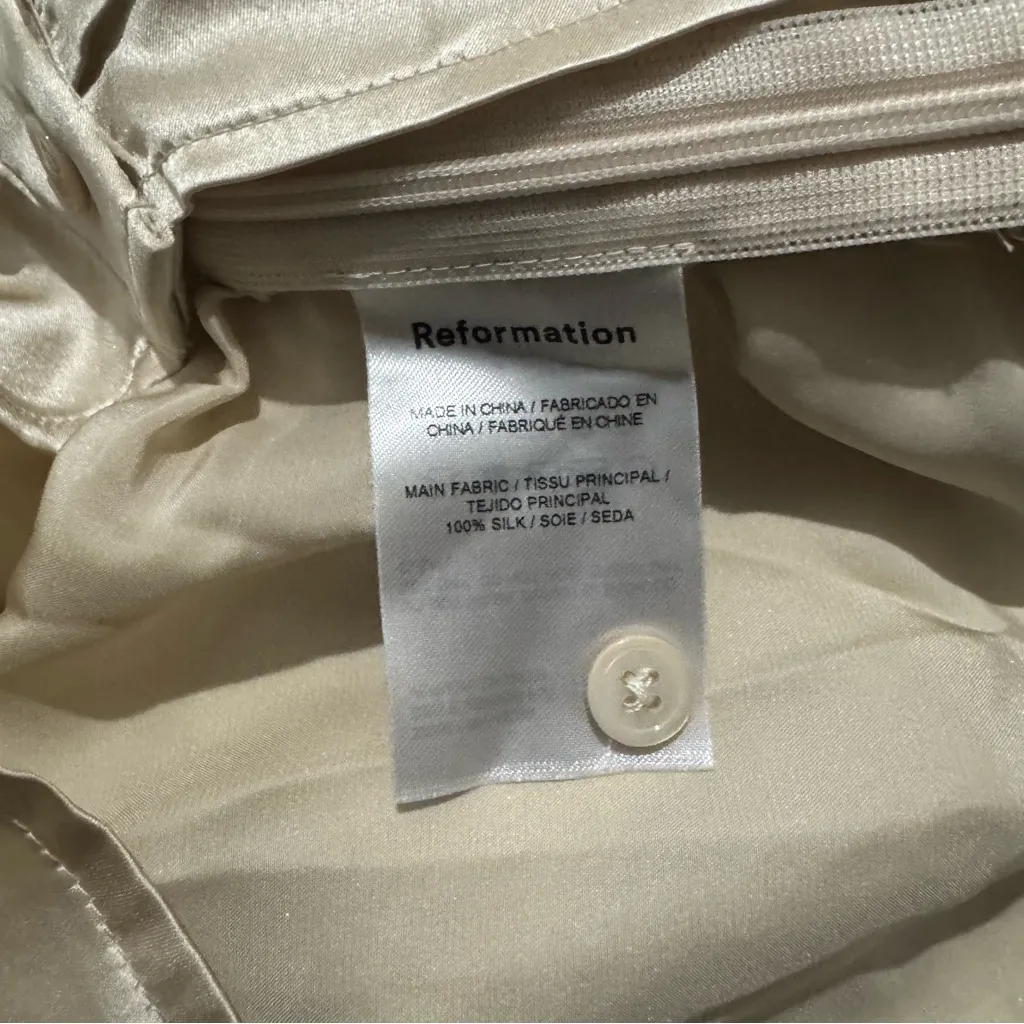 Reformation
MADE IN CHINA / FABRICADO EN
CHINA / FABRIQUÉ EN CHINE
MAIN FABRIC / TISSU PRINCIPAL /
TEJIDO PRINCIPAL
100% SILK / SOIE / SEDA